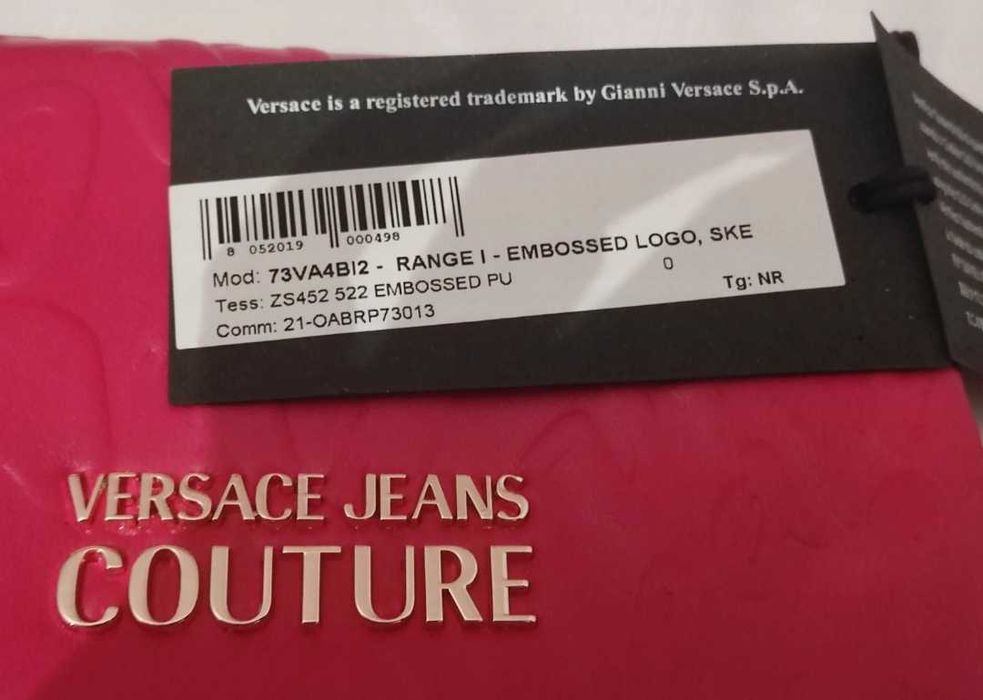 Versace is a registered trademark by Gianni Versace S.p.A.
8 052019 000498
Mod: 73VA4BI2 - RANGE I - EMBOSSED LOGO, SKE
Tess: ZS452 522 EMBOSSED PU 0 Tg: NR
Comm: 21-OABRP73013
VERSACE JEANS
COUTURE